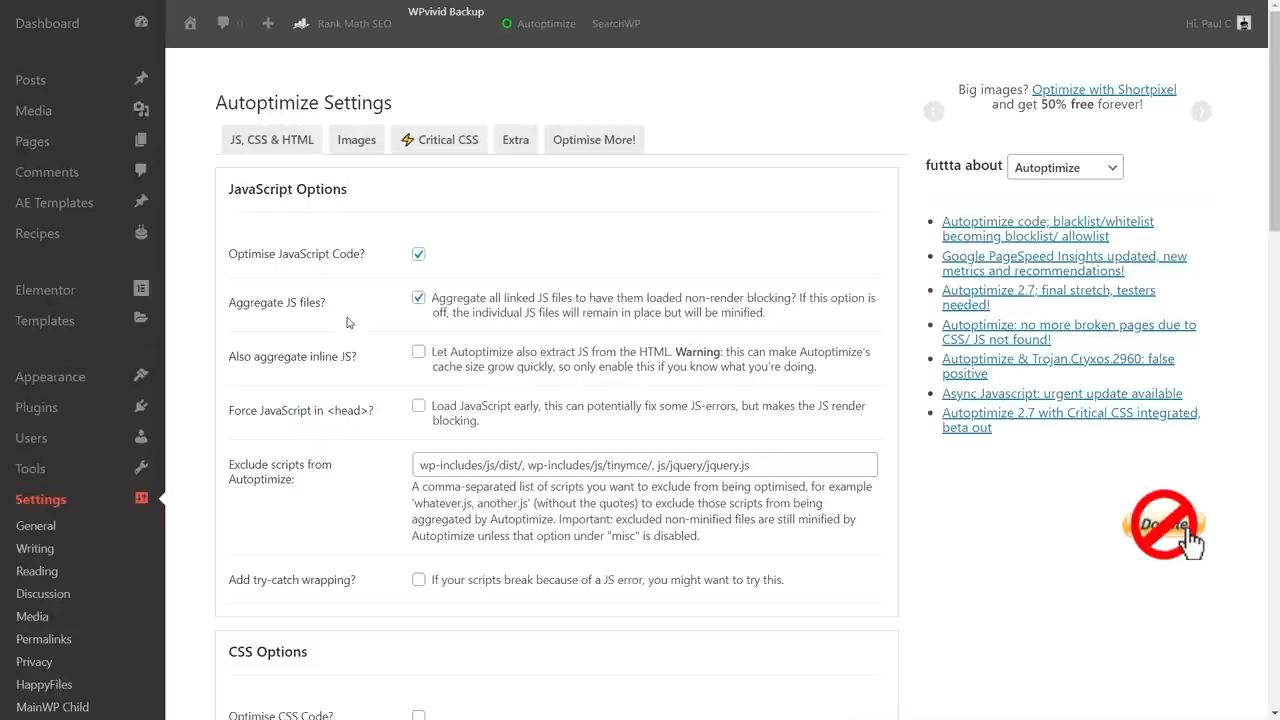 Dashboard
Posts
Media
Pages
Comments
AE Templates
Recipes
Elementor
Templates
Appearance
Plugins
Users
Tools
Settings
General
Writing
Reading
Discussion
Media
Permalinks
Privacy
HappyFiles
MainWP Child
0
Rank Math SEO
WPvivid Backup
Autoptimize
SearchWP
Hi, Paul C
Autoptimize Settings
JS, CSS & HTML
Images
Critical CSS
Extra
Optimise More!
JavaScript Options
Optimise JavaScript Code?
Aggregate JS files?
Aggregate all linked JS files to have them loaded non-render blocking? If this option is
off, the individual JS files will remain in place but will be minified.
Also aggregate inline JS?
Let Autoptimize also extract JS from the HTML. Warning: this can make Autoptimize's
cache size grow quickly, so only enable this if you know what you're doing.
Force JavaScript in <head>?
Load JavaScript early, this can potentially fix some JS-errors, but makes the JS render
blocking.
Exclude scripts from
Autoptimize:
wp-includes/js/dist/, wp-includes/js/tinymce/, js/jquery/jquery.js
A comma-separated list of scripts you want to exclude from being optimised, for example
'whatever.js, another.js' (without the quotes) to exclude those scripts from being
aggregated by Autoptimize. Important: excluded non-minified files are still minified by
Autoptimize unless that option under "misc" is disabled.
Add try-catch wrapping?
If your scripts break because of a JS error, you might want to try this.
CSS Options
Optimise CSS Code?
Big images? Optimize with Shortpixel
and get 50% free forever!
futtta about
Autoptimize
Autoptimize code; blacklist/whitelist
becoming blocklist/ allowlist
Google PageSpeed Insights updated, new
metrics and recommendations!
Autoptimize 2.7; final stretch, testers
needed!
Autoptimize: no more broken pages due to
CSS/ JS not found!
Autoptimize & Trojan.Cryxos.2960: false
positive
Async Javascript: urgent update available
Autoptimize 2.7 with Critical CSS integrated,
beta out
Donate